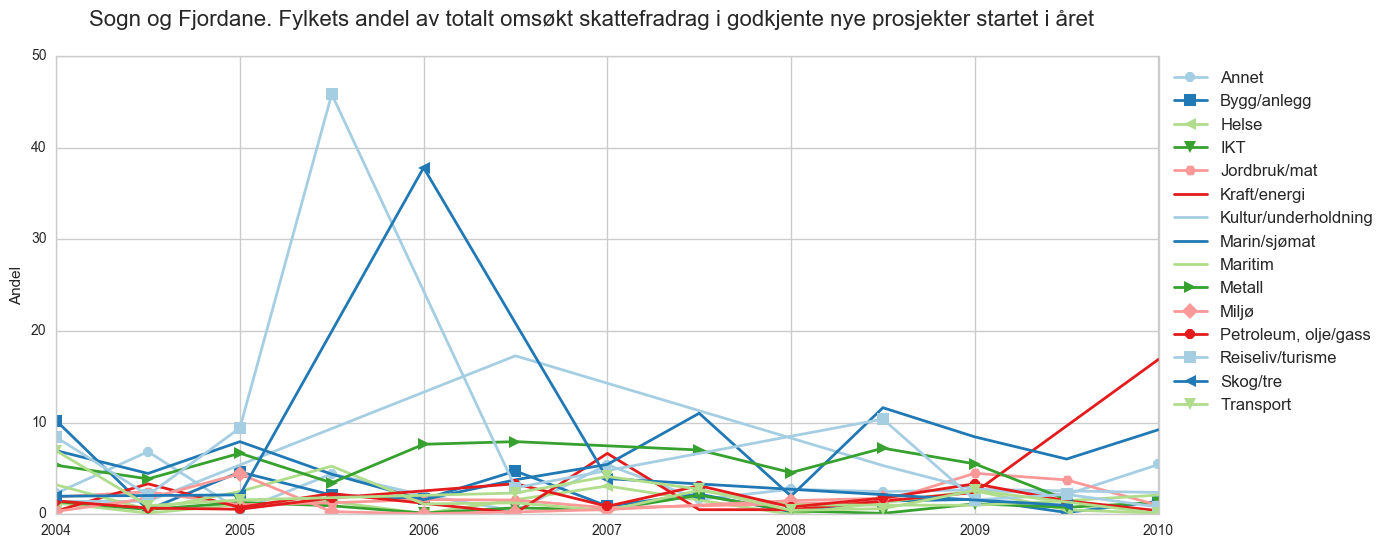 Sogn og Fjordane. Fylkets andel av totalt omsøkt skattefradrag i godkjente nye prosjekter startet i året
50
40
30
20
10
0
Andel
2004 2005 2006 2007 2008 2009 2010
Annet
Bygg/anlegg
Helse
IKT
Jordbruk/mat
Kraft/energi
Kultur/underholdning
Marin/sjømat
Maritim
Metall
Miljø
Petroleum, olje/gass
Reiseliv/turisme
Skog/tre
Transport